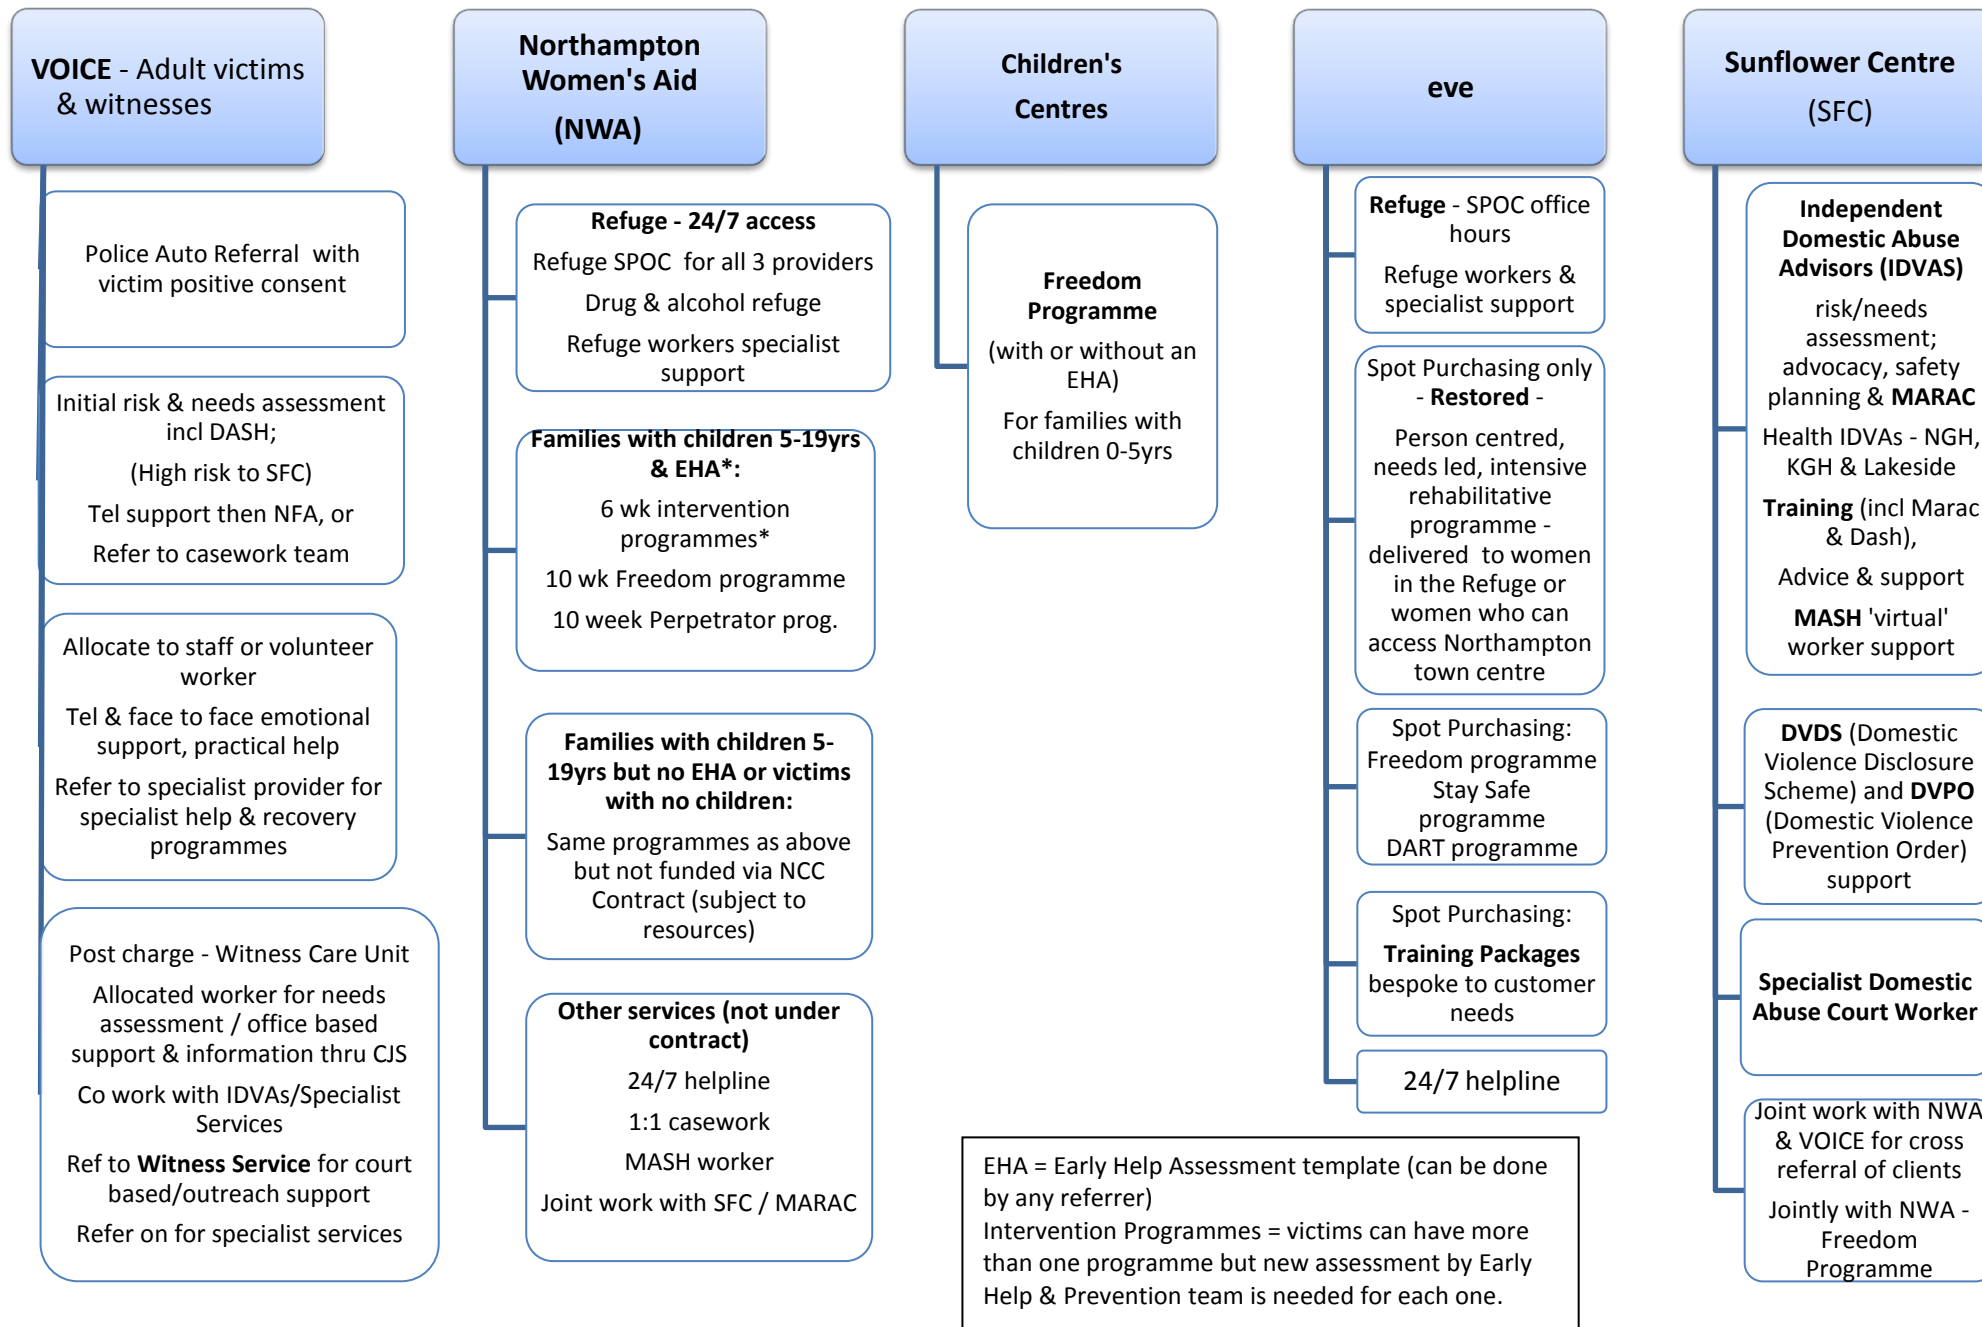 VOICE - Adult victims
& witnesses
Police Auto Referral with
victim positive consent
Initial risk & needs assessment
incl DASH;
(High risk to SFC)
Tel support then NFA, or
Refer to casework team
Allocate to staff or volunteer
worker
Tel & face to face emotional
support, practical help
Refer to specialist provider for
specialist help & recovery
programmes
Post charge - Witness Care Unit
Allocated worker for needs
assessment / office based
support & information thru CJS
Co work with IDVAs/Specialist
Services
Ref to Witness Service for court
based/outreach support
Refer on for specialist services
Northampton
Women's Aid
(NWA)
Refuge - 24/7 access
Refuge SPOC for all 3 providers
Drug & alcohol refuge
Refuge workers specialist
support
Families with children 5-19yrs
& EHA*:
6 wk intervention
programmes*
10 wk Freedom programme
10 week Perpetrator prog.
Families with children 5-
19yrs but no EHA or victims
with no children:
Same programmes as above
but not funded via NCC
Contract (subject to
resources)
Other services (not under
contract)
24/7 helpline
1:1 casework
MASH worker
Joint work with SFC / MARAC
Children's
Centres
Freedom
Programme
(with or without an
EHA)
For families with
children 0-5yrs
eve
Refuge - SPOC office
hours
Refuge workers &
specialist support
Spot Purchasing only
- Restored -
Person centred,
needs led, intensive
rehabilitative
programme -
delivered to women
in the Refuge or
women who can
access Northampton
town centre
Spot Purchasing:
Freedom programme
Stay Safe
programme
DART programme
Spot Purchasing:
Training Packages
bespoke to customer
needs
24/7 helpline
Sunflower Centre
(SFC)
Independent
Domestic Abuse
Advisors (IDVAS)
risk/needs
assessment;
advocacy, safety
planning & MARAC
Health IDVAs - NGH,
KGH & Lakeside
Training (incl Marac
& Dash),
Advice & support
MASH 'virtual'
worker support
DVDS (Domestic
Violence Disclosure
Scheme) and DVPO
(Domestic Violence
Prevention Order)
support
Specialist Domestic
Abuse Court Worker
Joint work with NWA
& VOICE for cross
referral of clients
Jointly with NWA -
Freedom
Programme
EHA = Early Help Assessment template (can be done
by any referrer)
Intervention Programmes = victims can have more
than one programme but new assessment by Early
Help & Prevention team is needed for each one.